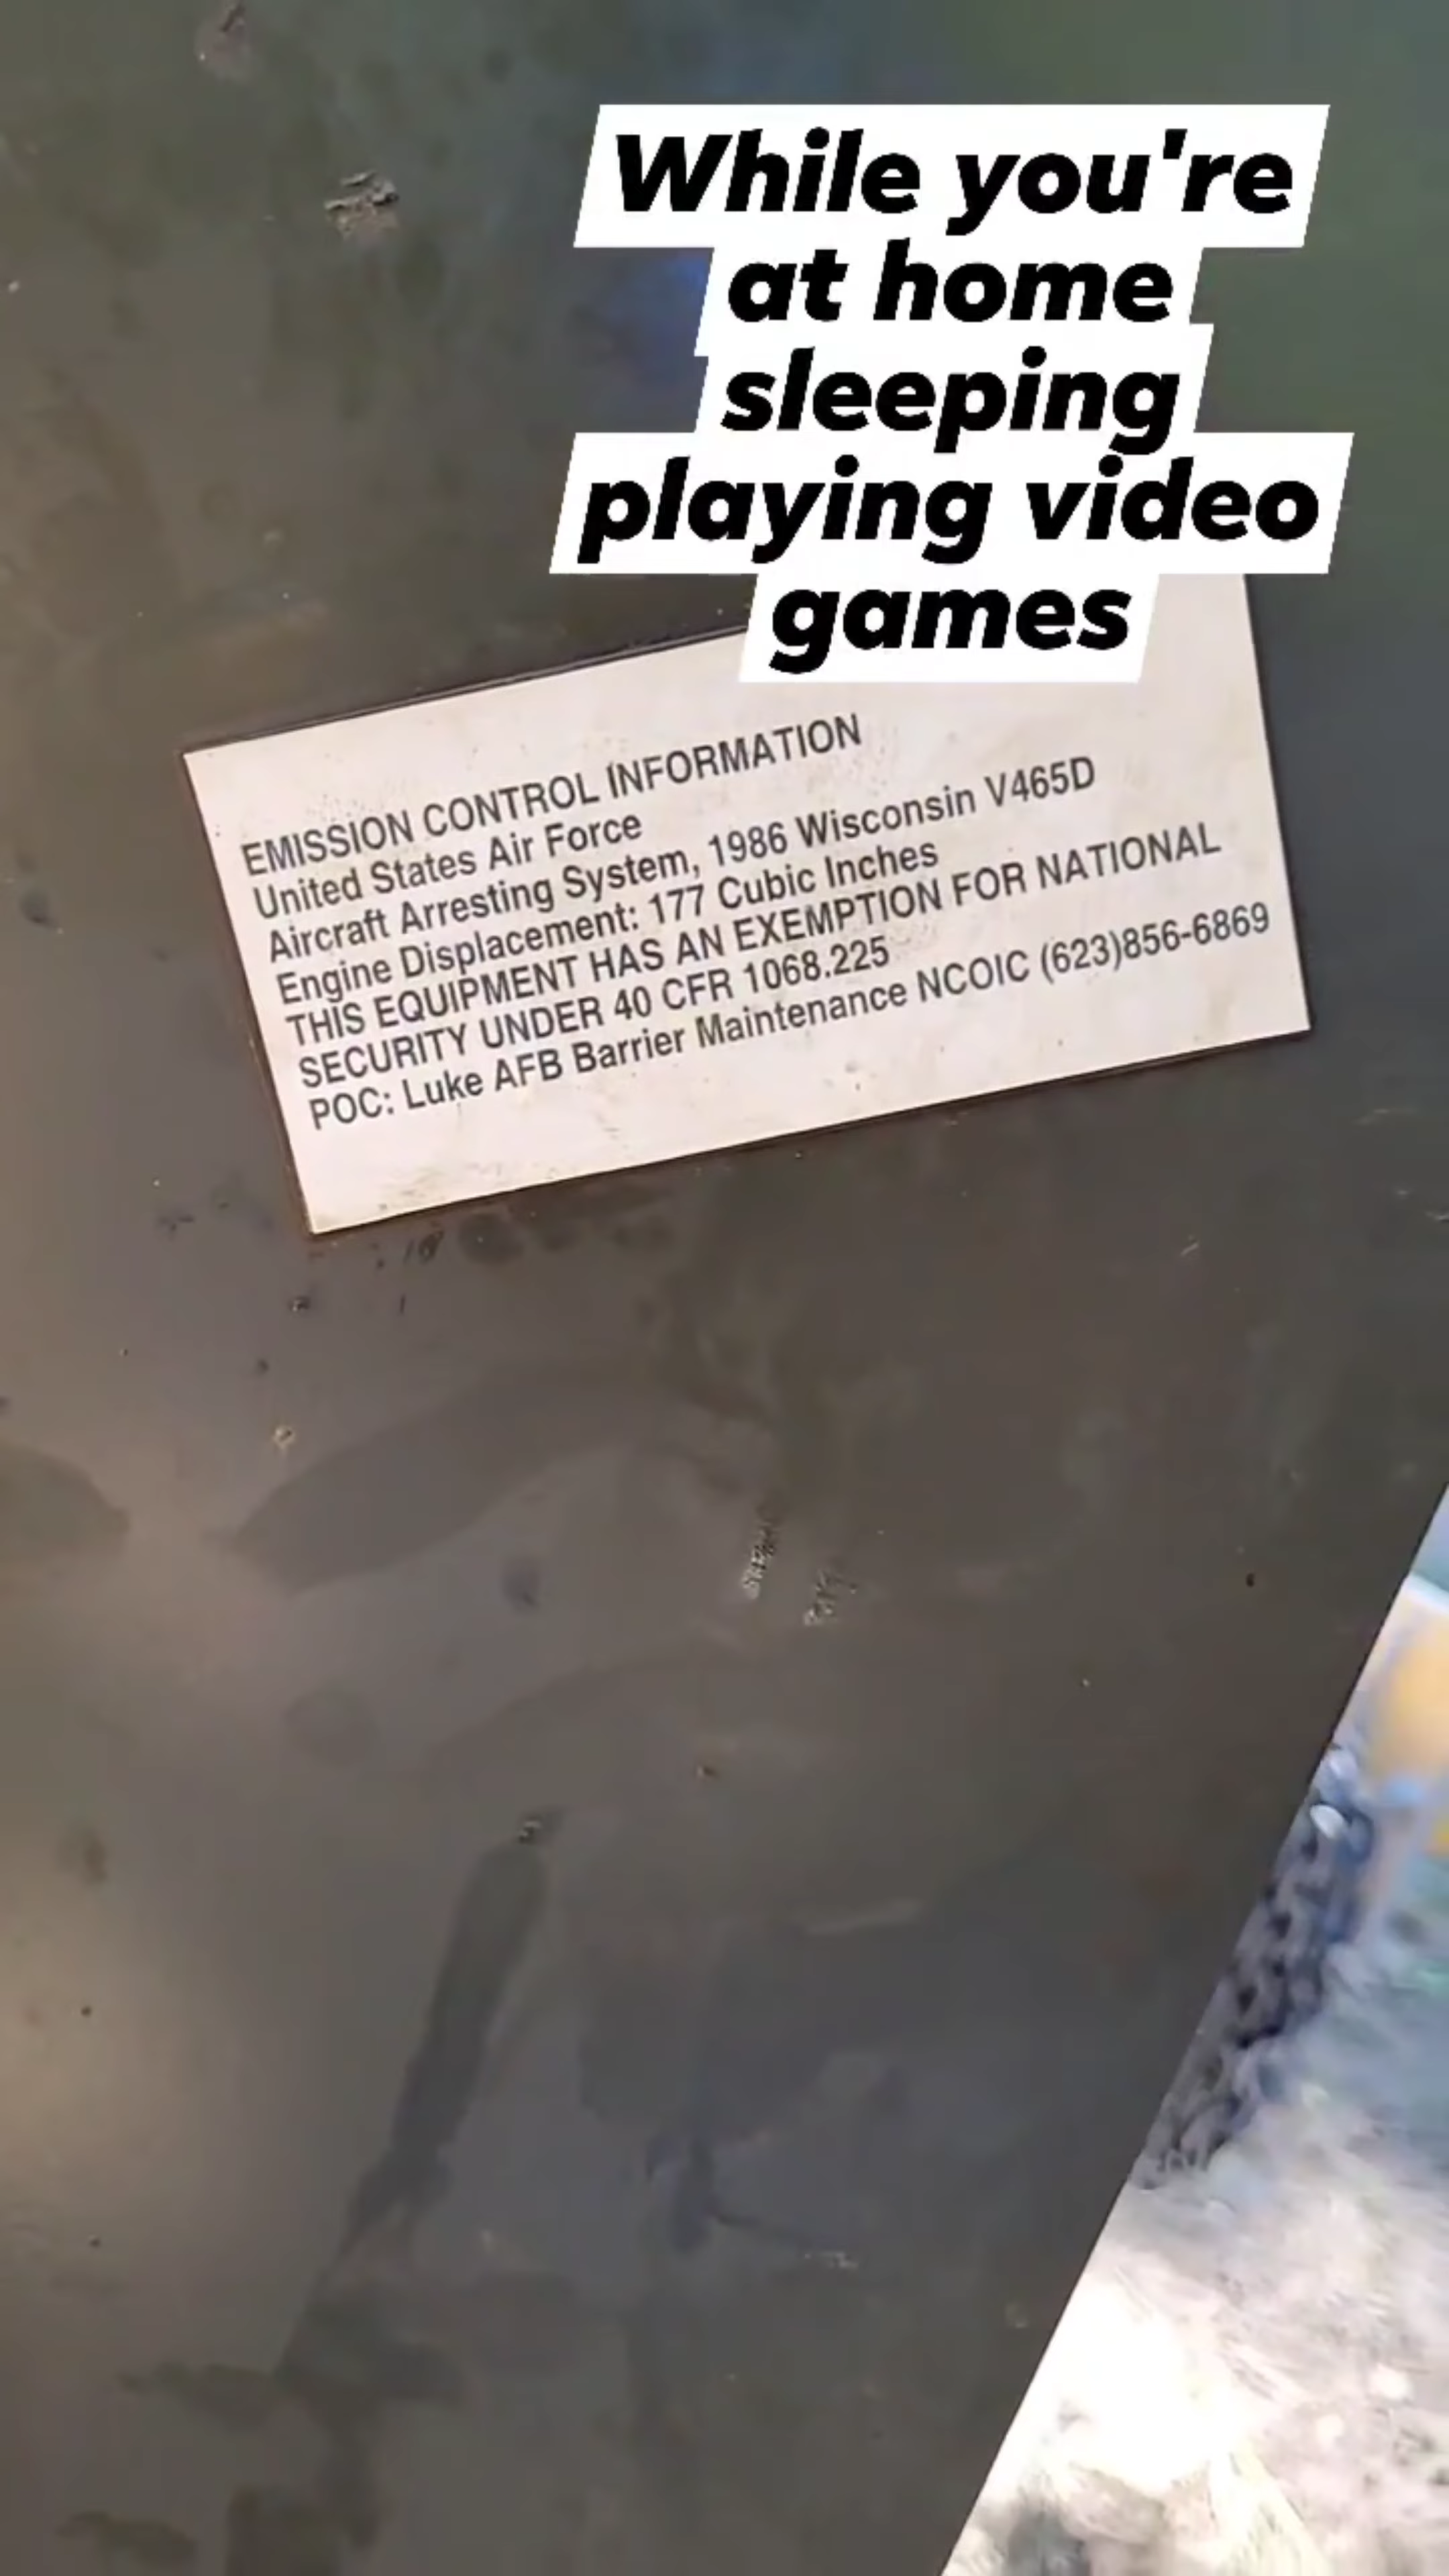 While you're
at home
sleeping
playing video
games
EMISSION CONTROL INFORMATION
United States Air Force
Aircraft Arresting System, 1986 Wisconsin V465D
Engine Displacement: 177 Cubic Inches
THIS EQUIPMENT HAS AN EXEMPTION FOR NATIONAL
SECURITY UNDER 40 CFR 1068.225
POC: Luke AFB Barrier Maintenance NCOIC (623)856-6869